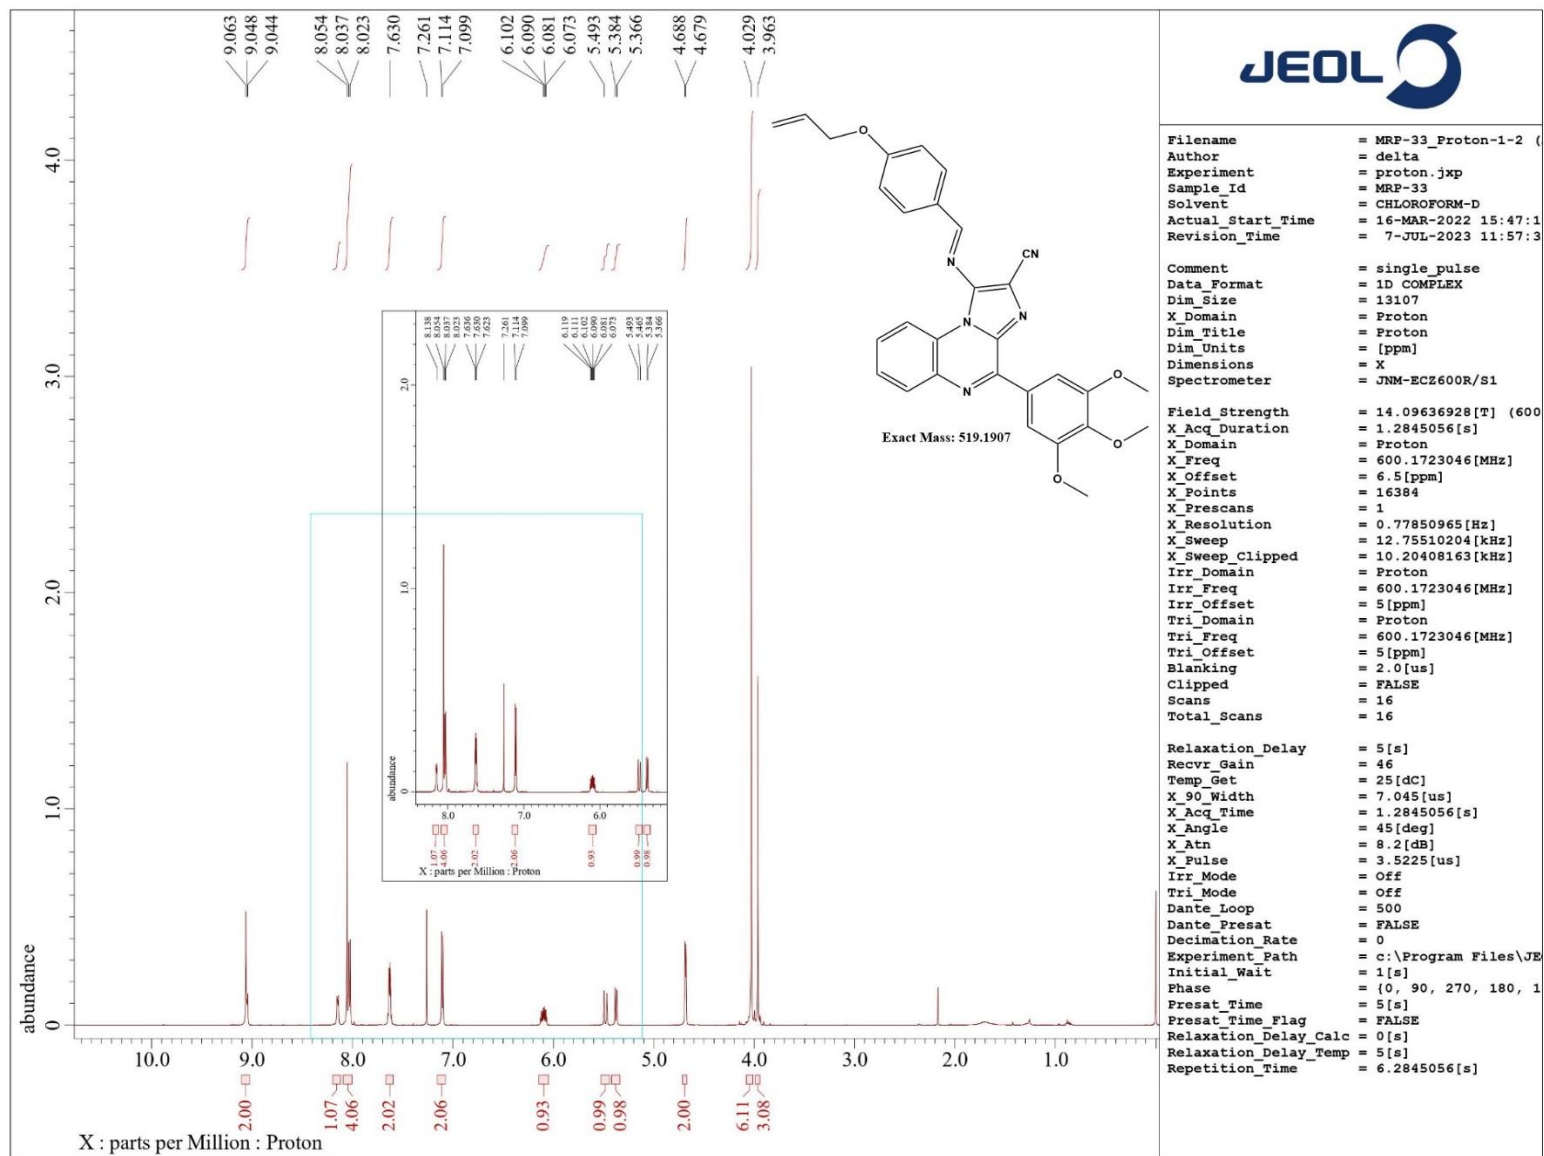 9.063
9.048
9.044
8.054
8.037
8.023
7.630
7.261
7.114
7.099
6.102
6.090
6.081
6.073
5.493
5.384
5.366
4.688
4.679
4.029
3.963
JEOL
O
N
CN
N
N
N
O
O
O
Exact Mass: 519.1907
4.0
3.0
2.0
1.0
0
abundance
8.138
8.054
8.037
8.023
7.636
7.630
7.623
7.261
7.114
7.099
6.119
6.111
6.102
6.090
6.081
6.073
5.493
5.465
5.384
5.366
2.0
1.0
0
abundance
8.0 7.0 6.0
1.07 4.06 2.02 2.06 0.93 0.99 0.98
X : parts per Million : Proton
10.0 9.0 8.0 7.0 6.0 5.0 4.0 3.0 2.0 1.0
2.00 1.07 4.06 2.02 2.06 0.93 0.99 0.98 2.00 6.11 3.08
X : parts per Million : Proton
Filename = MRP-33_Proton-1-2 (
Author = delta
Experiment = proton.jxp
Sample_Id = MRP-33
Solvent = CHLOROFORM-D
Actual_Start_Time = 16-MAR-2022 15:47:1
Revision_Time = 7-JUL-2023 11:57:3
Comment = single_pulse
Data_Format = 1D COMPLEX
Dim_Size = 13107
X_Domain = Proton
Dim_Title = Proton
Dim_Units = [ppm]
Dimensions = X
Spectrometer = JNM-ECZ600R/S1
Field_Strength = 14.09636928[T] (600
X_Acq_Duration = 1.2845056[s]
X_Domain = Proton
X_Freq = 600.1723046[MHz]
X_Offset = 6.5[ppm]
X_Points = 16384
X_Prescans = 1
X_Resolution = 0.77850965[Hz]
X_Sweep = 12.75510204[kHz]
X_Sweep_Clipped = 10.20408163[kHz]
Irr_Domain = Proton
Irr_Freq = 600.1723046[MHz]
Irr_Offset = 5[ppm]
Tri_Domain = Proton
Tri_Freq = 600.1723046[MHz]
Tri_Offset = 5[ppm]
Blanking = 2.0[us]
Clipped = FALSE
Scans = 16
Total_Scans = 16
Relaxation_Delay = 5[s]
Recvr_Gain = 46
Temp_Get = 25[dC]
X_90_Width = 7.045[us]
X_Acq_Time = 1.2845056[s]
X_Angle = 45[deg]
X_Atn = 8.2[dB]
X_Pulse = 3.5225[us]
Irr_Mode = Off
Tri_Mode = Off
Dante_Loop = 500
Dante_Presat = FALSE
Decimation_Rate = 0
Experiment_Path = c:\Program Files\JE
Initial_Wait = 1[s]
Phase = {0, 90, 270, 180, 1
Presat_Time = 5[s]
Presat_Time_Flag = FALSE
Relaxation_Delay_Calc = 0[s]
Relaxation_Delay_Temp = 5[s]
Repetition_Time = 6.2845056[s]